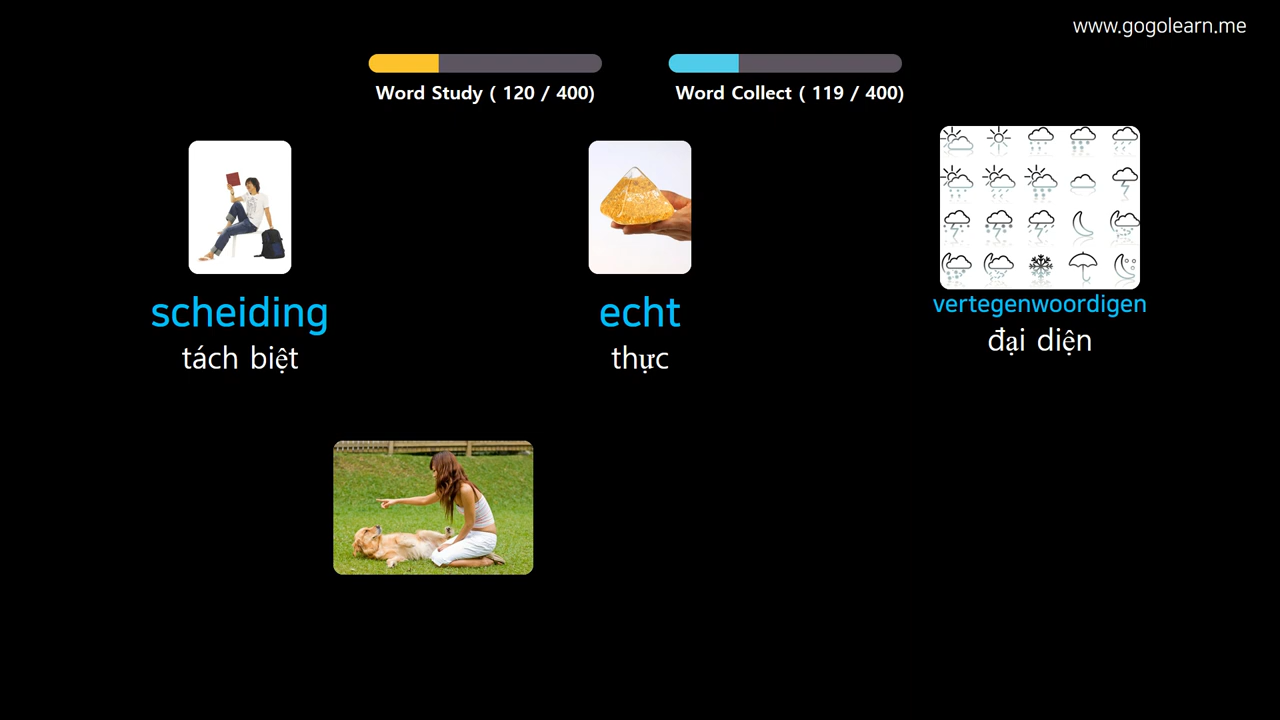 www.gogolearn.me
Word Study ( 120 / 400)
Word Collect ( 119 / 400)
scheiding
tách biệt
echt
thực
vertegenwoordigen
đại diện